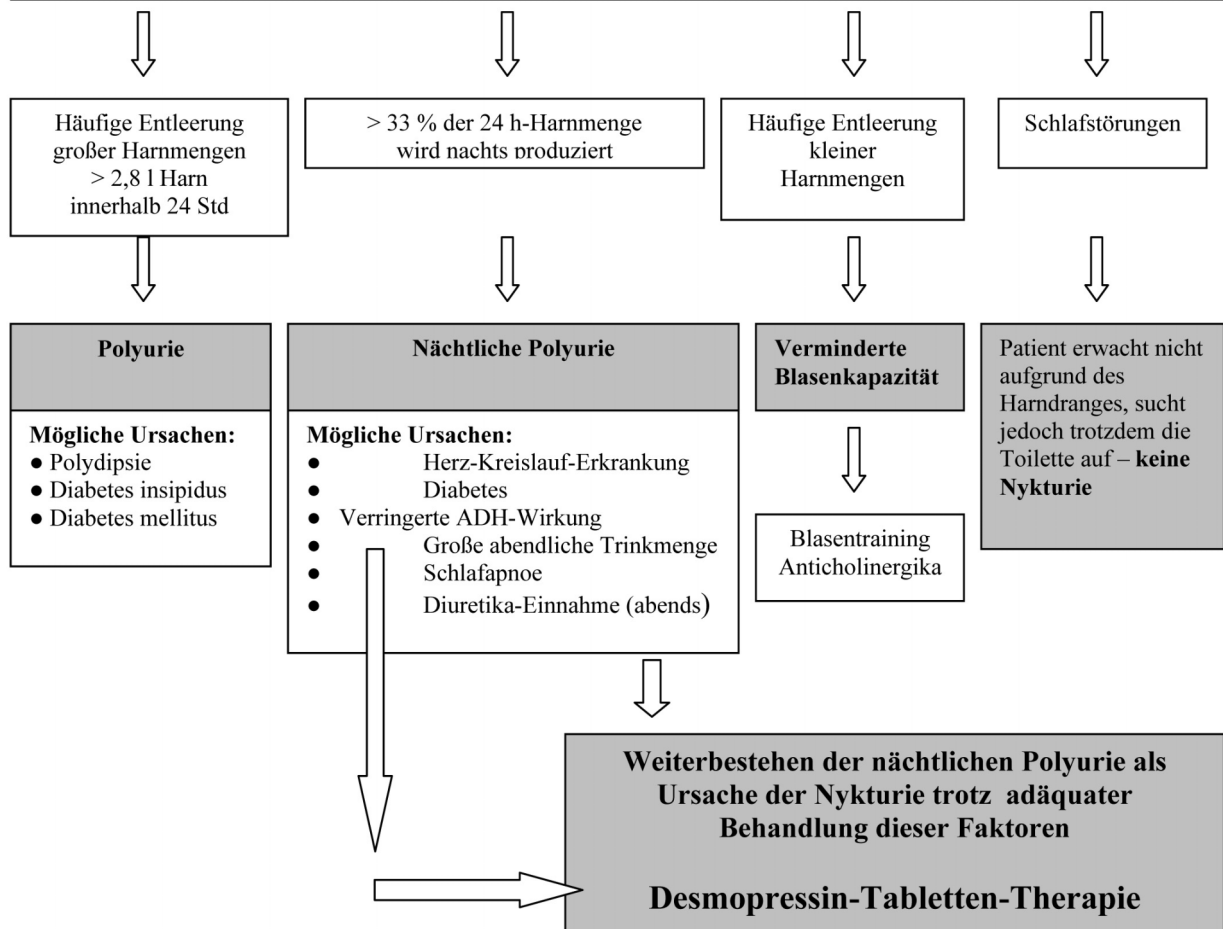 Häufige Entleerung
großer Harnmengen
> 2,8 l Harn
innerhalb 24 Std
> 33 % der 24 h-Harnmenge
wird nachts produziert
Häufige Entleerung
kleiner
Harnmengen
Schlafstörungen
Polyurie
Mögliche Ursachen:
● Polydipsie
● Diabetes insipidus
● Diabetes mellitus
Nächtliche Polyurie
Mögliche Ursachen:
● Herz-Kreislauf-Erkrankung
● Diabetes
● Verringerte ADH-Wirkung
● Große abendliche Trinkmenge
● Schlafapnoe
● Diuretika-Einnahme (abends)
Verminderte
Blasenkapazität
Blasentraining
Anticholinergika
Patient erwacht nicht
aufgrund des
Harndranges, sucht
jedoch trotzdem die
Toilette auf – keine
Nykturie
Weiterbestehen der nächtlichen Polyurie als
Ursache der Nykturie trotz adäquater
Behandlung dieser Faktoren
Desmopressin-Tabletten-Therapie